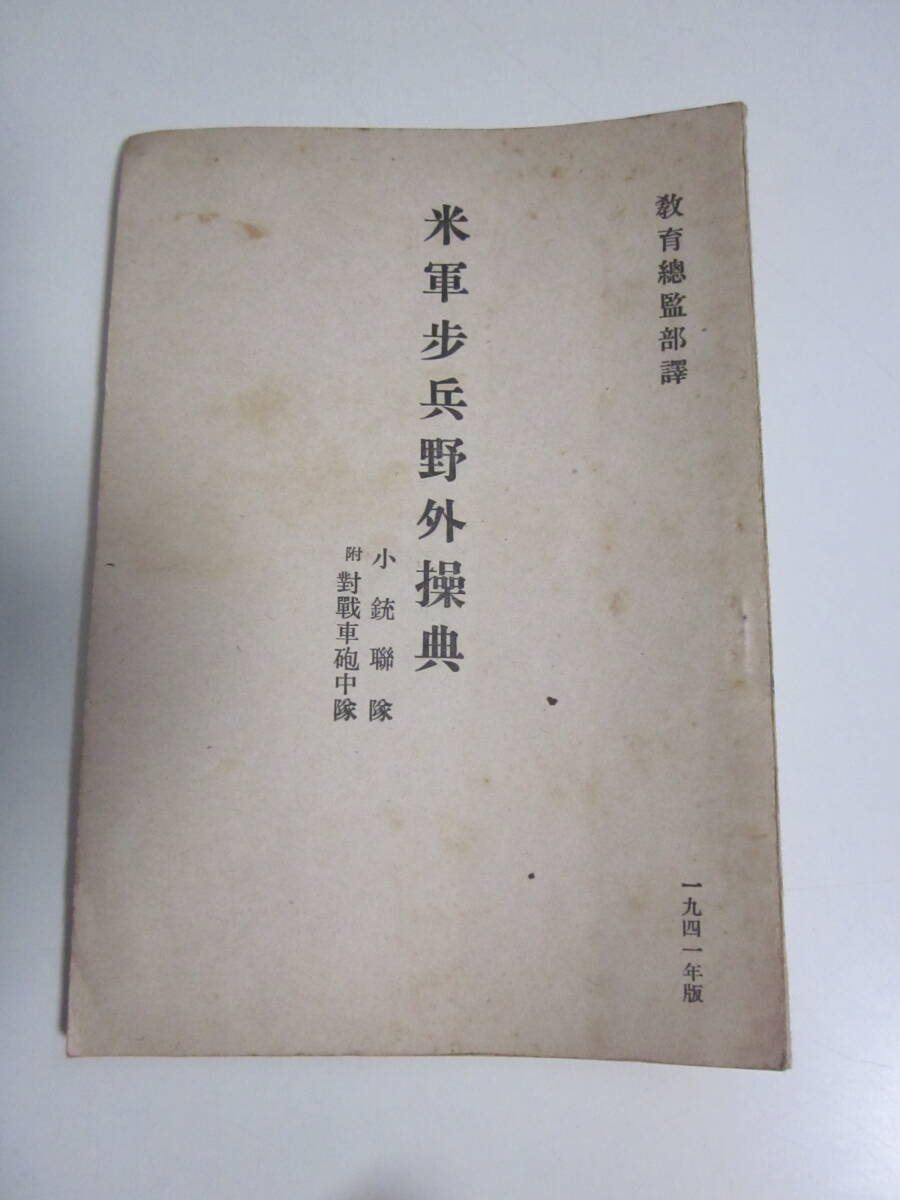 教育總監部譯
一九四一年版
米軍步兵野外操典
小銃聯隊
附對戰車砲中隊